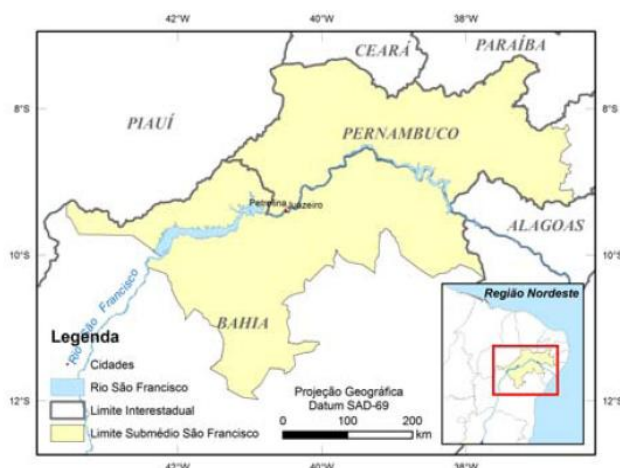 42°W 40°W 38°W
CEARÁ
PARAÍBA
8°S 8°S
PIAUÍ
PERNAMBUCO
Petrolina Juazeiro
ALAGOAS
10°S 10°S
Rio São Francisco
BAHIA
Região Nordeste
Legenda
Cidades
Rio São Francisco
Limite Interestadual
Limite Submédio São Francisco
Projeção Geográfica
Datum SAD-69
0 100 200
km
12°S 12°S
42°W 40°W 38°W